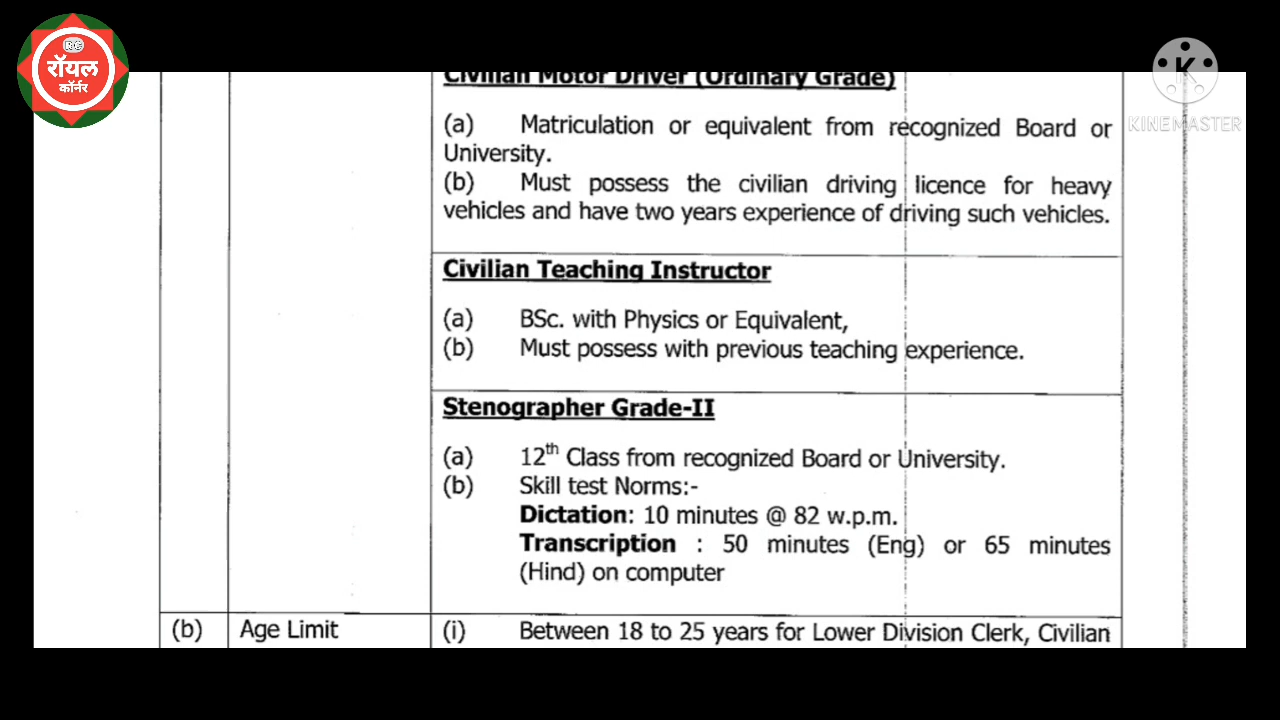 RC
रॉयल
कॉर्नर
K
KINEMASTER
Civilian Motor Driver (Ordinary Grade)
(a) Matriculation or equivalent from recognized Board or
University.
(b) Must possess the civilian driving licence for heavy
vehicles and have two years experience of driving such vehicles.
Civilian Teaching Instructor
(a) BSc. with Physics or Equivalent,
(b) Must possess with previous teaching experience.
Stenographer Grade-II
(a) 12th Class from recognized Board or University.
(b) Skill test Norms:-
Dictation: 10 minutes @ 82 w.p.m.
Transcription : 50 minutes (Eng) or 65 minutes
(Hind) on computer
(b) Age Limit (i) Between 18 to 25 years for Lower Division Clerk, Civilian